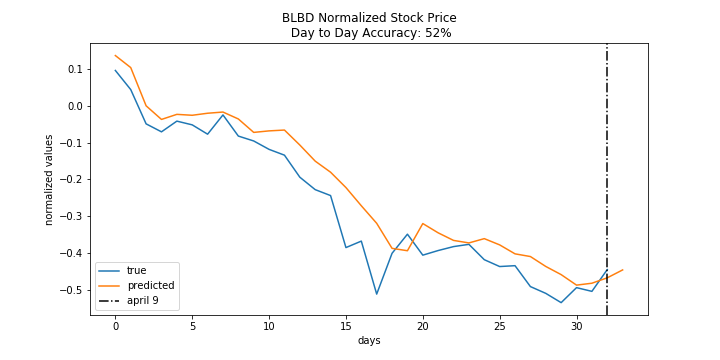 BLBD Normalized Stock Price
Day to Day Accuracy: 52%
normalized values
0.1
0.0
−0.1
−0.2
−0.3
−0.4
−0.5
true
predicted
april 9
0
5
10
15
20
25
30
days